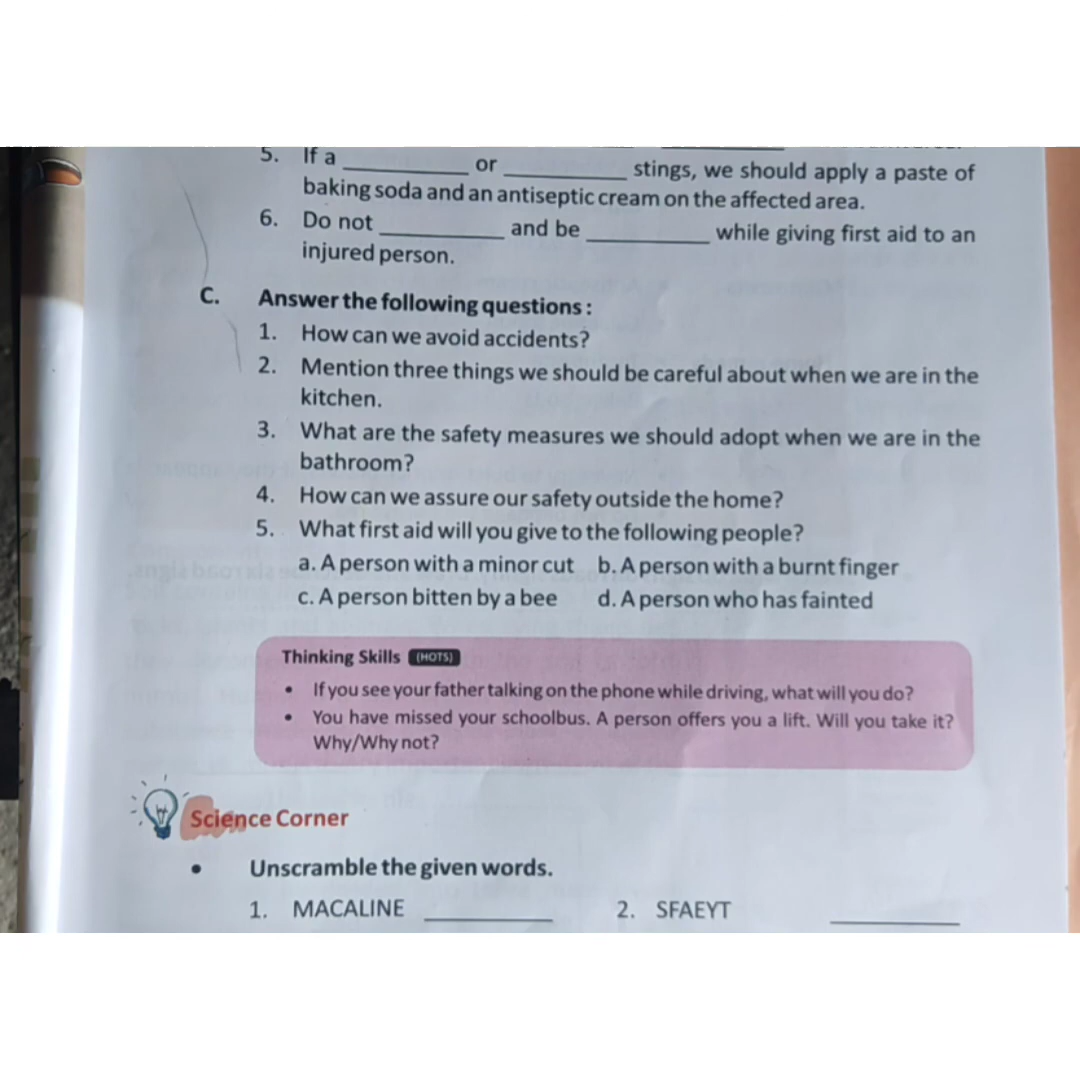 5. If a ____________ or ____________ stings, we should apply a paste of
baking soda and an antiseptic cream on the affected area.
6. Do not ____________ and be ____________ while giving first aid to an
injured person.
C. Answer the following questions :
1. How can we avoid accidents?
2. Mention three things we should be careful about when we are in the
kitchen.
3. What are the safety measures we should adopt when we are in the
bathroom?
4. How can we assure our safety outside the home?
5. What first aid will you give to the following people?
a. A person with a minor cut b. A person with a burnt finger
c. A person bitten by a bee d. A person who has fainted
Thinking Skills (HOTS)
• If you see your father talking on the phone while driving, what will you do?
• You have missed your schoolbus. A person offers you a lift. Will you take it?
Why/Why not?
Science Corner
• Unscramble the given words.
1. MACALINE ____________ 2. SFAEYT ____________